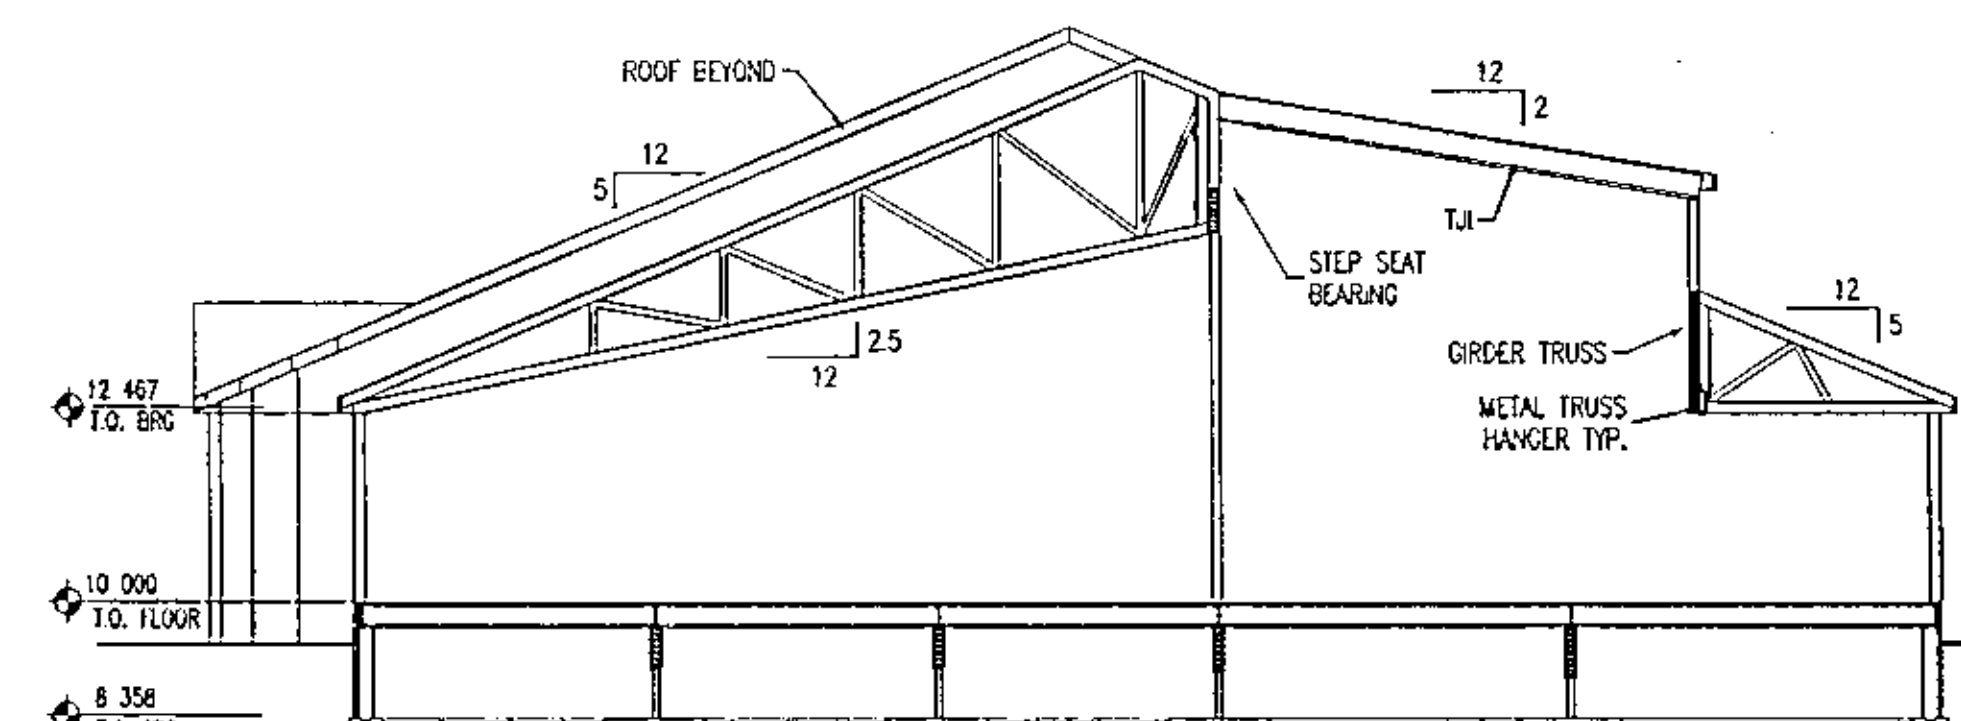 ROOF BEYOND
12
5
12
2
TJI
STEP SEAT
BEARING
12
5
2.5
12
GIRDER TRUSS
METAL TRUSS
HANGER TYP.
12 467
T.O. BRG
10 000
T.O. FLOOR
8 358